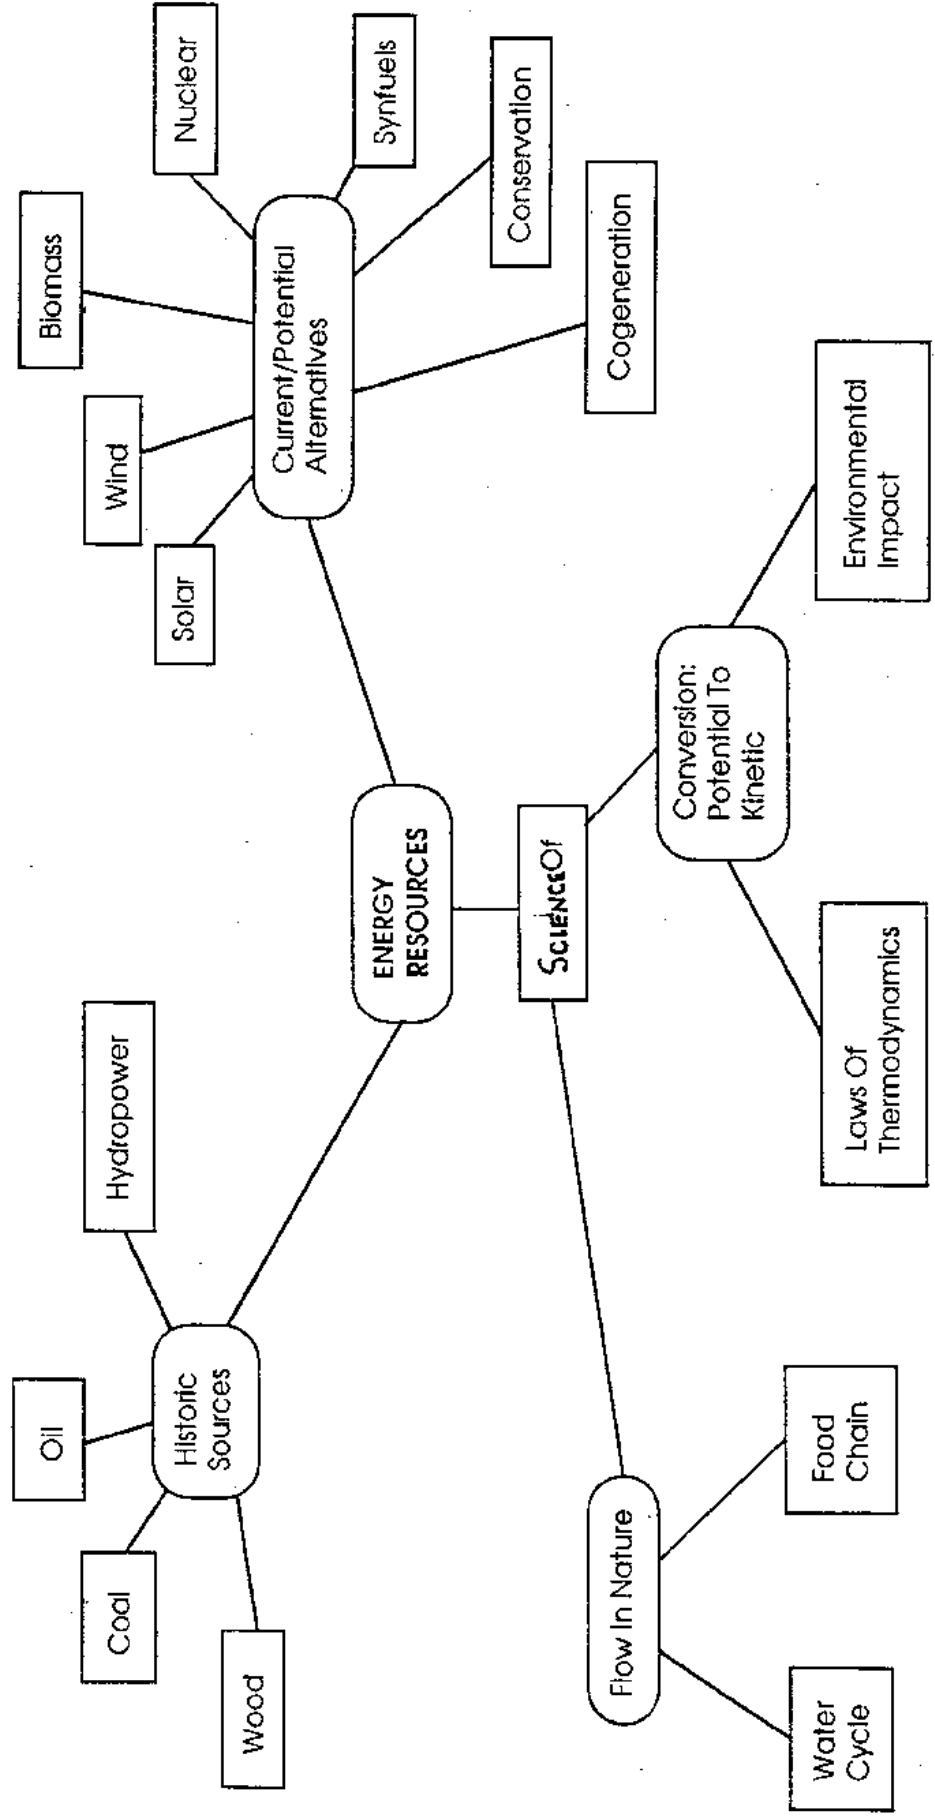 Oil
Coal
Wood
Historic
Sources
Hydropower
ENERGY
RESOURCES
Solar
Wind
Biomass
Nuclear
Current/Potential
Alternatives
Synfuels
Conservation
Cogeneration
SCIENCE Of
Flow In Nature
Water
Cycle
Food
Chain
Conversion:
Potential To
Kinetic
Laws Of
Thermodynamics
Environmental
Impact